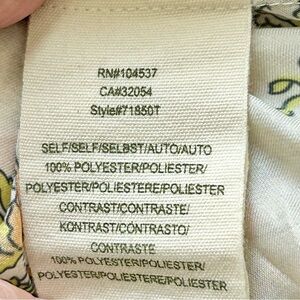 RN#104537
CA#32054
Style#71850T
SELF/SELF/SELBST/AUTO/AUTO
100% POLYESTER/POLIESTER/
POLYESTER/POLIESTERE/POLIESTER
CONTRAST/CONTRASTE/
KONTRAST/CONTRASTO/
CONTRASTE
100% POLYESTER/POLIESTER/
POLYESTER/POLIESTERE/POLIESTER